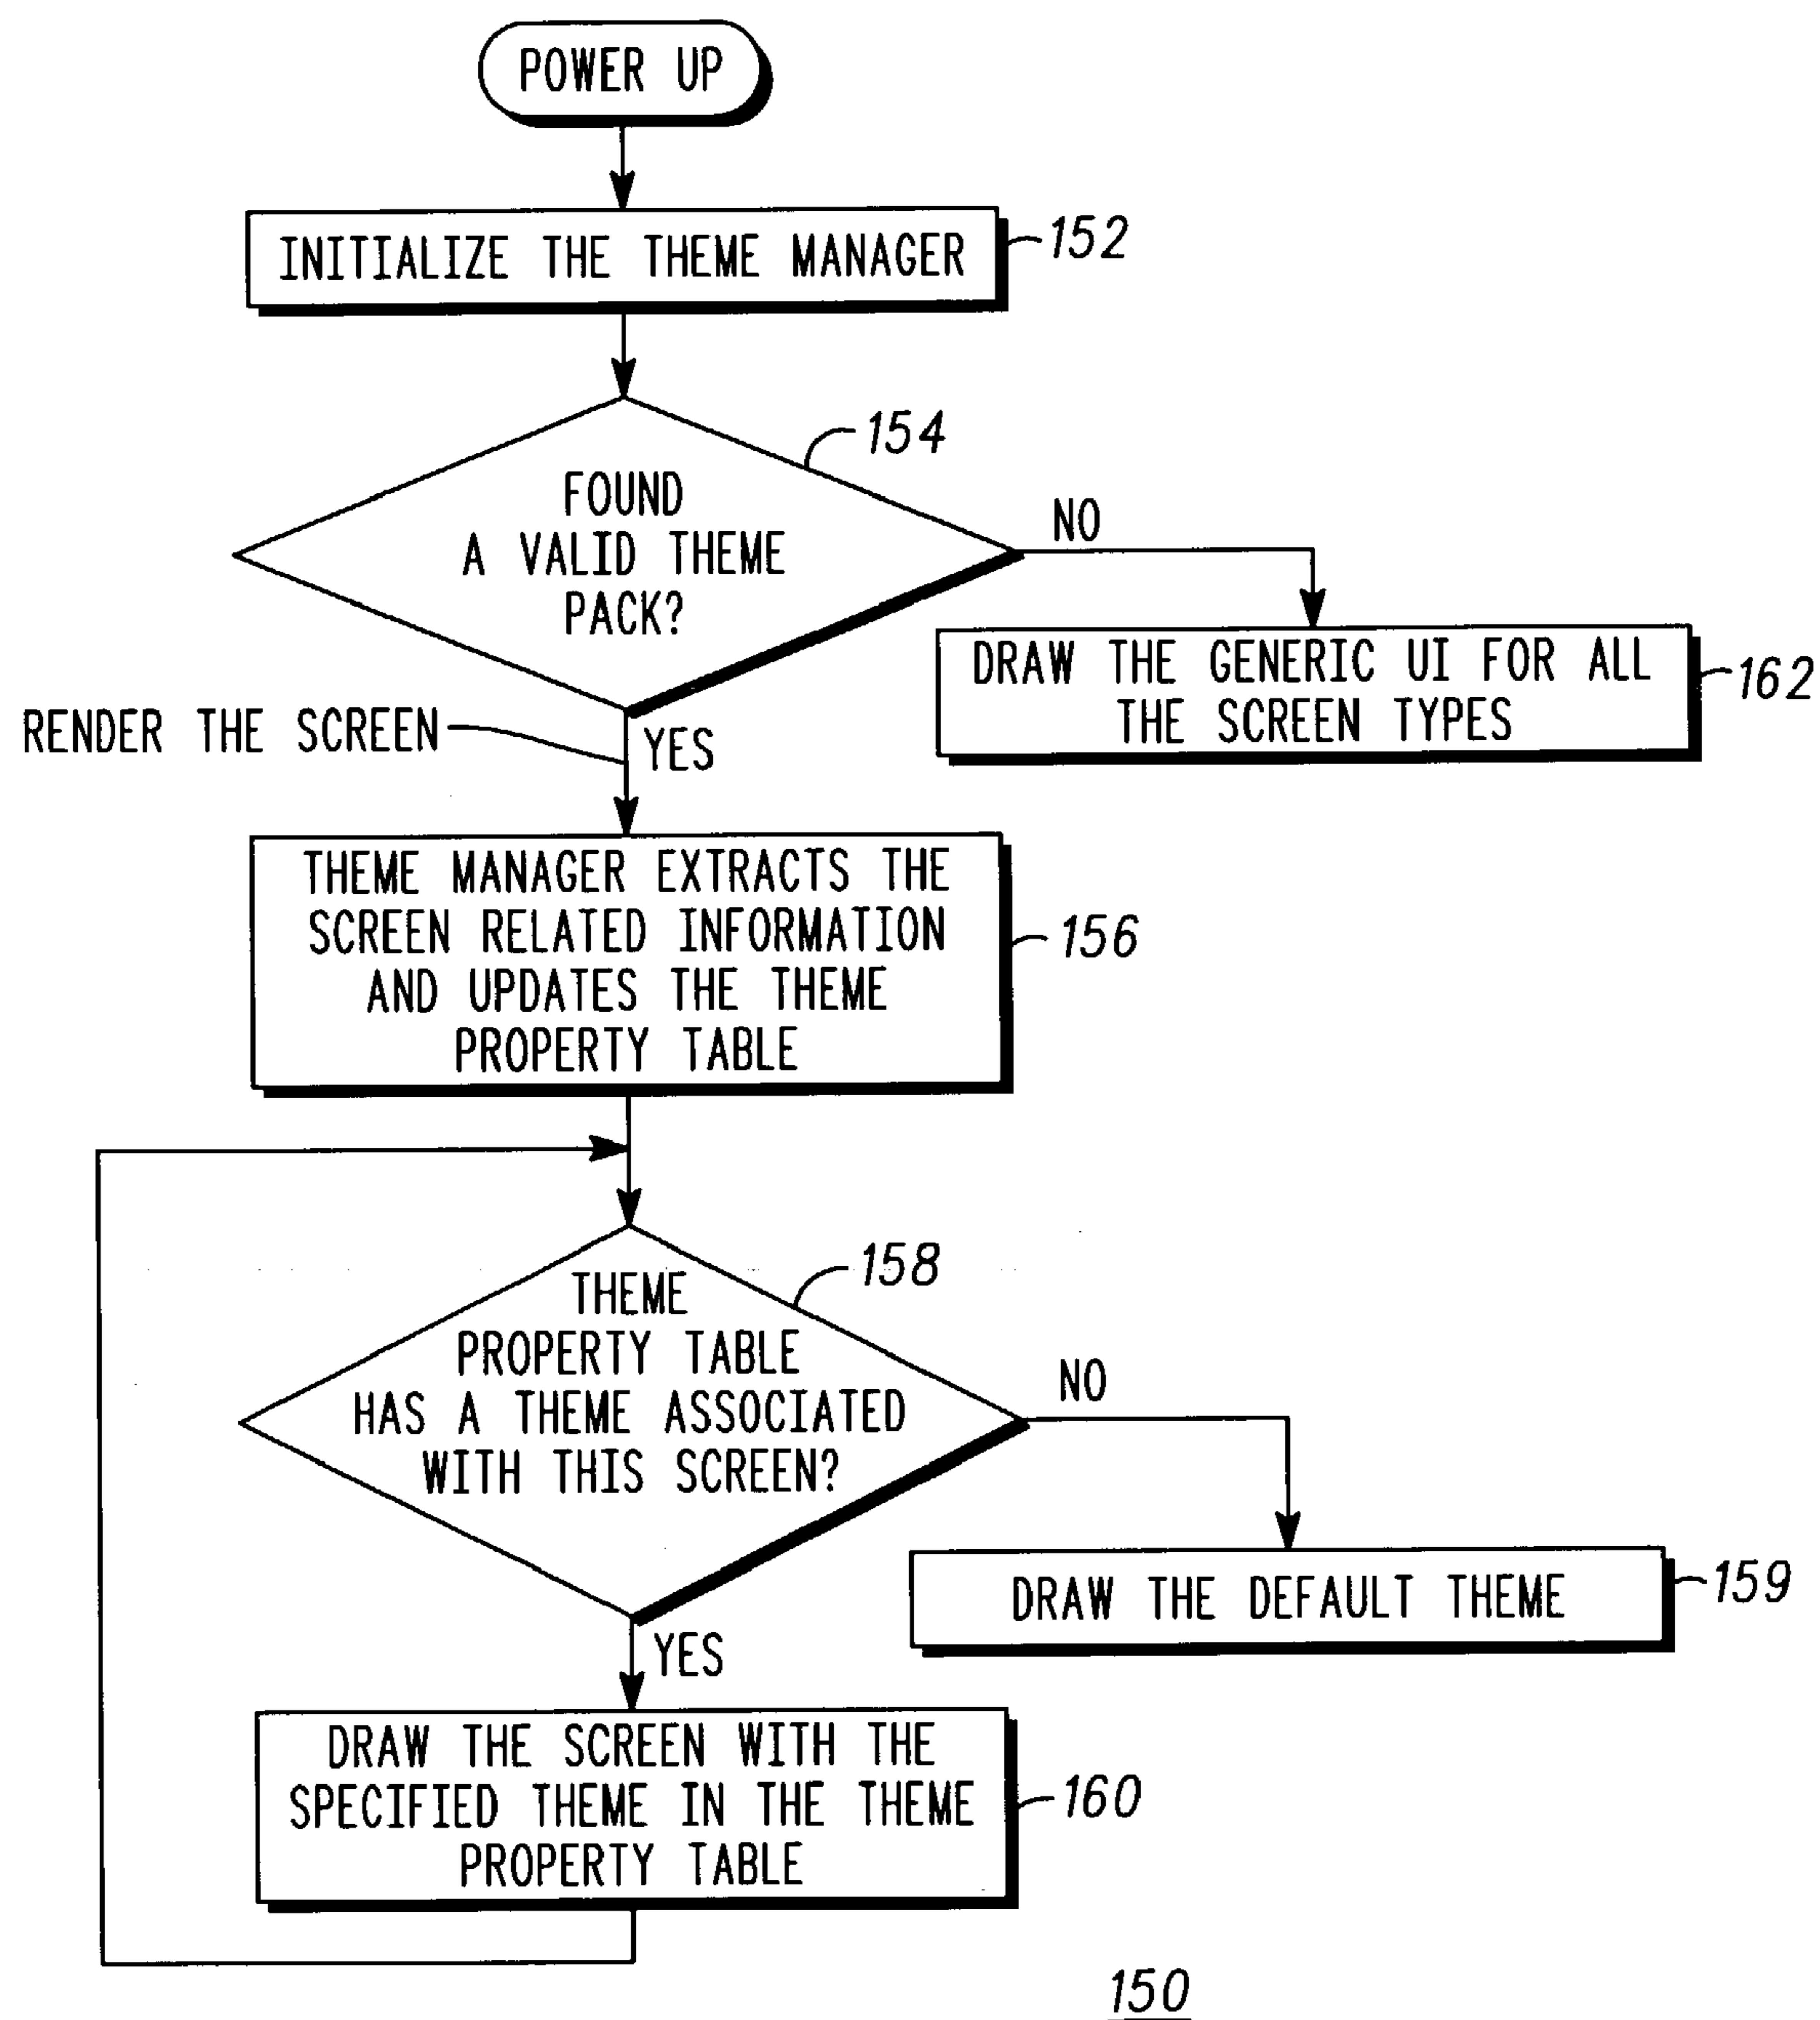 POWER UP
INITIALIZE THE THEME MANAGER
152
154
FOUND
A VALID THEME
PACK?
NO
DRAW THE GENERIC UI FOR ALL
THE SCREEN TYPES
162
RENDER THE SCREEN
YES
THEME MANAGER EXTRACTS THE
SCREEN RELATED INFORMATION
AND UPDATES THE THEME
PROPERTY TABLE
156
158
THEME
PROPERTY TABLE
HAS A THEME ASSOCIATED
WITH THIS SCREEN?
NO
DRAW THE DEFAULT THEME
159
YES
DRAW THE SCREEN WITH THE
SPECIFIED THEME IN THE THEME
PROPERTY TABLE
160
150